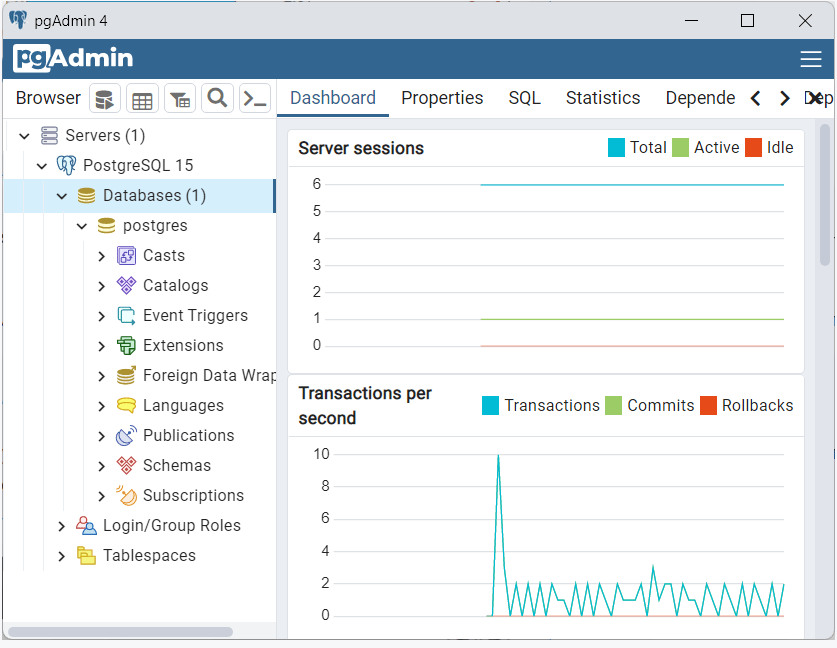 pgAdmin 4
pgAdmin
Browser
Dashboard Properties SQL Statistics Depende Dep
Servers (1)
PostgreSQL 15
Databases (1)
postgres
Casts
Catalogs
Event Triggers
Extensions
Foreign Data Wrap
Languages
Publications
Schemas
Subscriptions
Login/Group Roles
Tablespaces
Server sessions
Total Active Idle
6
5
4
3
2
1
0
Transactions per
second
Transactions Commits Rollbacks
10
8
6
4
2
0